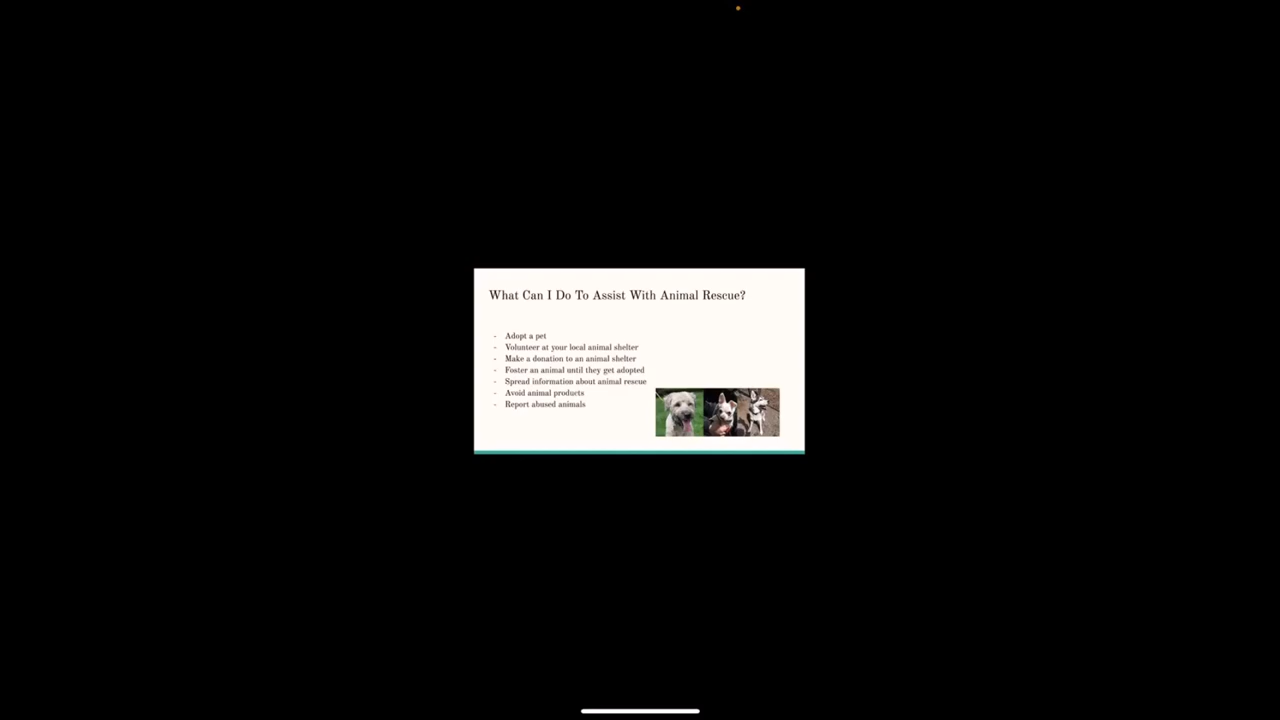 What Can I Do To Assist With Animal Rescue?
- Adopt a pet
- Volunteer at your local animal shelter
- Make a donation to an animal shelter
- Foster an animal until they get adopted
- Spread information about animal rescue
- Avoid animal products
- Report abused animals